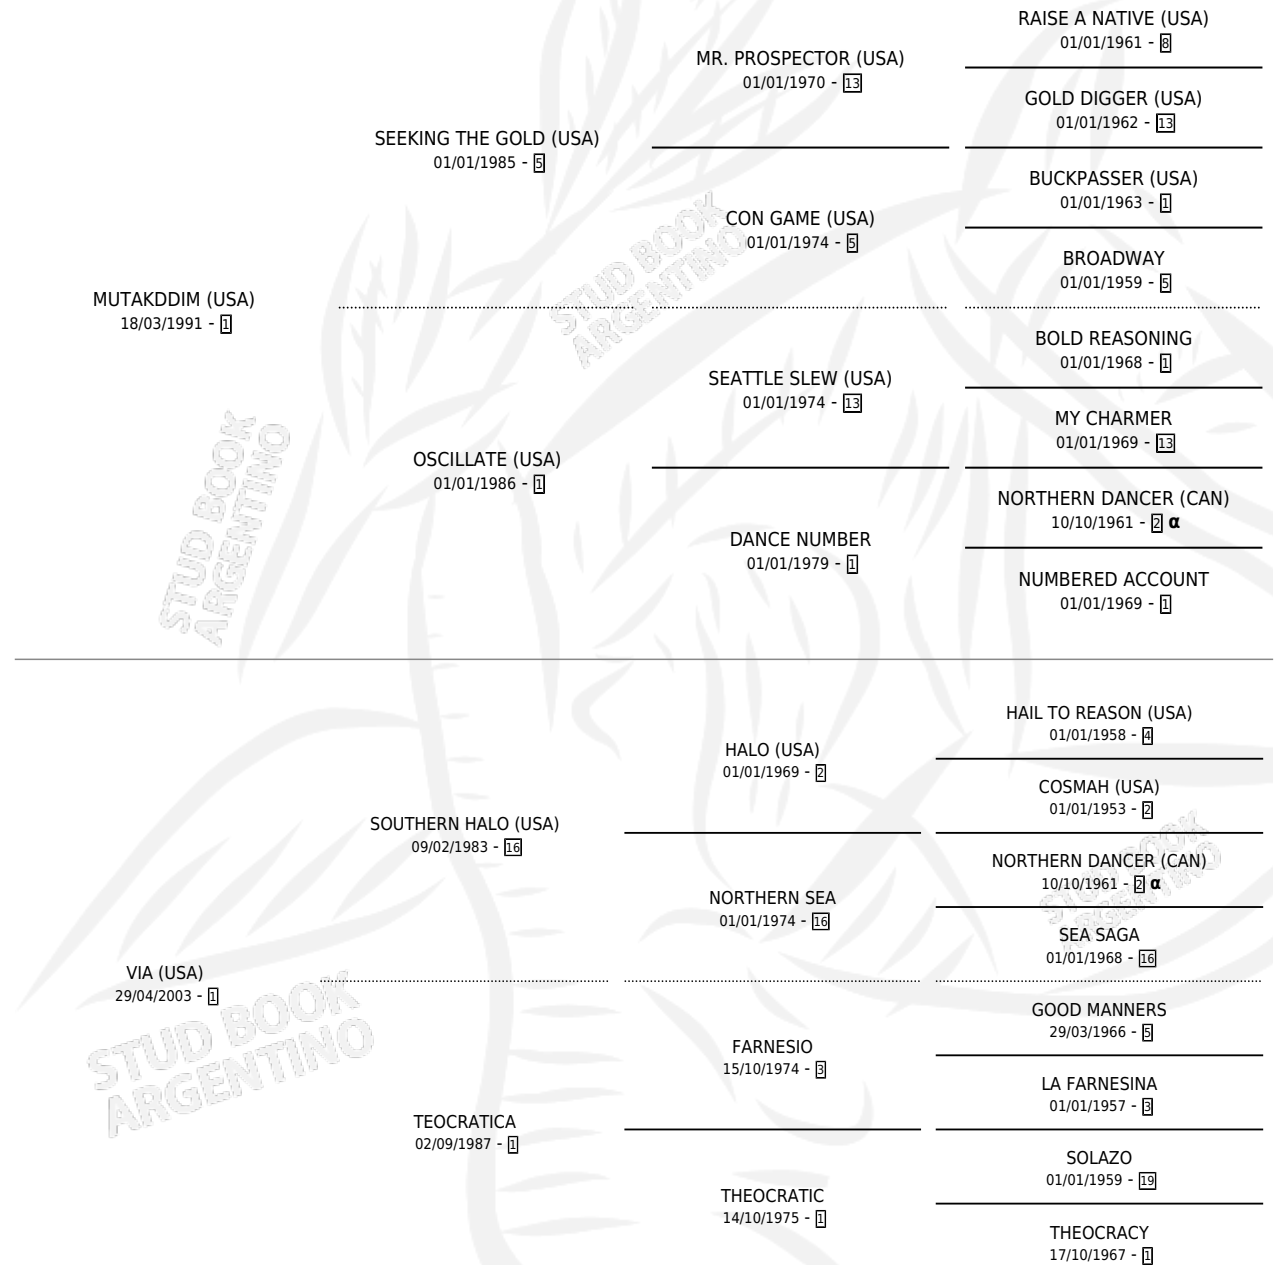 RAISE A NATIVE (USA)
01/01/1961 - 8
MR. PROSPECTOR (USA)
01/01/1970 - 13
GOLD DIGGER (USA)
01/01/1962 - 13
SEEKING THE GOLD (USA)
01/01/1985 - 5
BUCKPASSER (USA)
01/01/1963 - 1
CON GAME (USA)
01/01/1974 - 5
BROADWAY
01/01/1959 - 5
MUTAKDDIM (USA)
18/03/1991 - 1
BOLD REASONING
01/01/1968 - 1
SEATTLE SLEW (USA)
01/01/1974 - 13
MY CHARMER
01/01/1969 - 13
OSCILLATE (USA)
01/01/1986 - 1
NORTHERN DANCER (CAN)
10/10/1961 - 2 α
DANCE NUMBER
01/01/1979 - 1
NUMBERED ACCOUNT
01/01/1969 - 1
STUD BOOK
ARGENTINO
STUD BOOK
ARGENTINO
HAIL TO REASON (USA)
01/01/1958 - 4
HALO (USA)
01/01/1969 - 2
COSMAH (USA)
01/01/1953 - 2
SOUTHERN HALO (USA)
09/02/1983 - 16
NORTHERN DANCER (CAN)
10/10/1961 - 2 α
NORTHERN SEA
01/01/1974 - 16
SEA SAGA
01/01/1968 - 16
STUD BOOK
ARGENTINO
VIA (USA)
29/04/2003 - 1
GOOD MANNERS
29/03/1966 - 5
FARNESIO
15/10/1974 - 3
LA FARNESINA
01/01/1957 - 3
TEOCRATICA
02/09/1987 - 1
SOLAZO
01/01/1959 - 19
THEOCRATIC
14/10/1975 - 1
THEOCRACY
17/10/1967 - 1
STUD BOOK
ARGENTINO